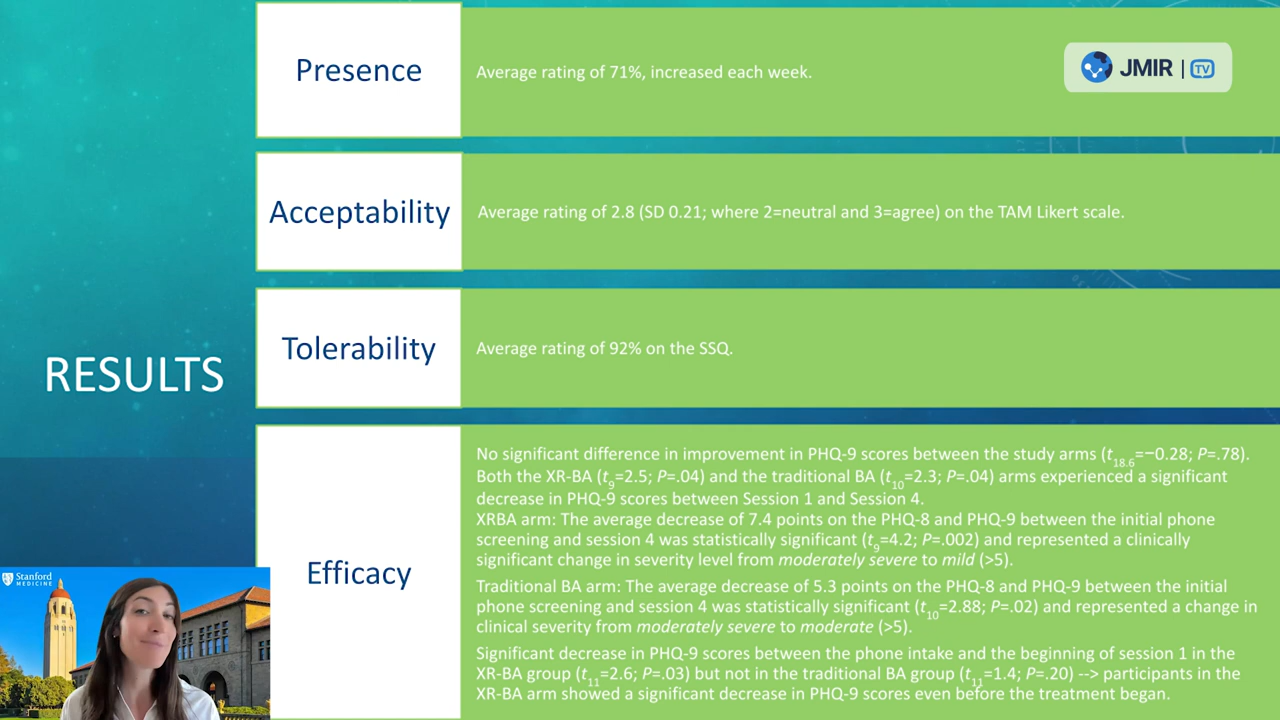 Presence
Average rating of 71%, increased each week.
JMIR | TV
Acceptability
Average rating of 2.8 (SD 0.21; where 2=neutral and 3=agree) on the TAM Likert scale.
Tolerability
Average rating of 92% on the SSQ.
RESULTS
Efficacy
No significant difference in improvement in PHQ-9 scores between the study arms (t18.6=−0.28; P=.78).
Both the XR-BA (t9=2.5; P=.04) and the traditional BA (t10=2.3; P=.04) arms experienced a significant
decrease in PHQ-9 scores between Session 1 and Session 4.
XRBA arm: The average decrease of 7.4 points on the PHQ-8 and PHQ-9 between the initial phone
screening and session 4 was statistically significant (t9=4.2; P=.002) and represented a clinically
significant change in severity level from moderately severe to mild (>5).
Traditional BA arm: The average decrease of 5.3 points on the PHQ-8 and PHQ-9 between the initial
phone screening and session 4 was statistically significant (t10=2.88; P=.02) and represented a change in
clinical severity from moderately severe to moderate (>5).
Significant decrease in PHQ-9 scores between the phone intake and the beginning of session 1 in the
XR-BA group (t11=2.6; P=.03) but not in the traditional BA group (t11=1.4; P=.20) --> participants in the
XR-BA arm showed a significant decrease in PHQ-9 scores even before the treatment began.
Stanford
MEDICINE